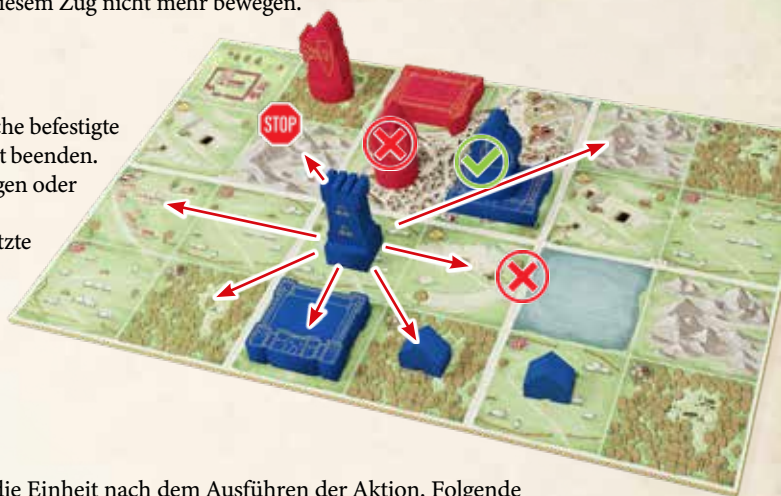 iesem Zug nicht mehr bewegen.
che befestigte
t beenden.
gen oder
tzte
STOP
die Einheit nach dem Ausführen der Aktion. Folgende